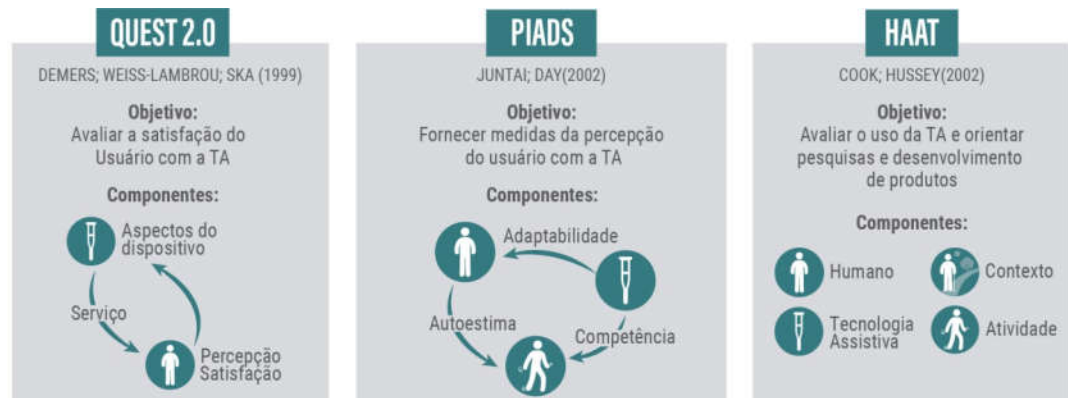 QUEST 2.0
DEMERS; WEISS-LAMBROU; SKA (1999)
Objetivo:
Avaliar a satisfação do
Usuário com a TA
Componentes:
Aspectos do
dispositivo
Serviço
Percepção
Satisfação
PIADS
JUNTAI; DAY(2002)
Objetivo:
Fornecer medidas da percepção
do usuário com a TA
Componentes:
Adaptabilidade
Autoestima
Competência
HAAT
COOK; HUSSEY(2002)
Objetivo:
Avaliar o uso da TA e orientar
pesquisas e desenvolvimento
de produtos
Componentes:
Humano
Contexto
Tecnologia
Assistiva
Atividade